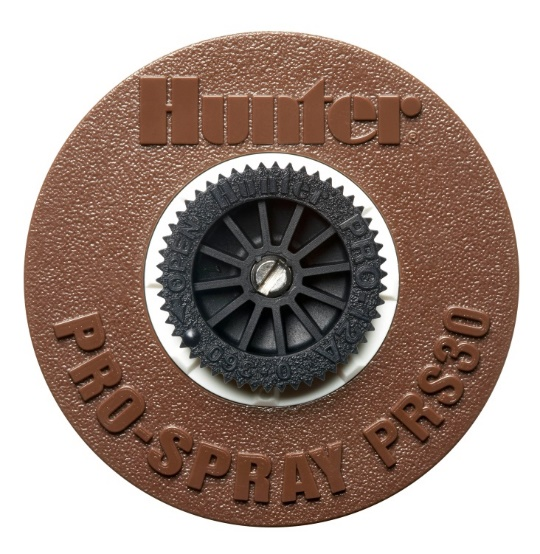 Hunter
OPEN Hunter PRO-12A 0-360
PRO-SPRAY PRS30